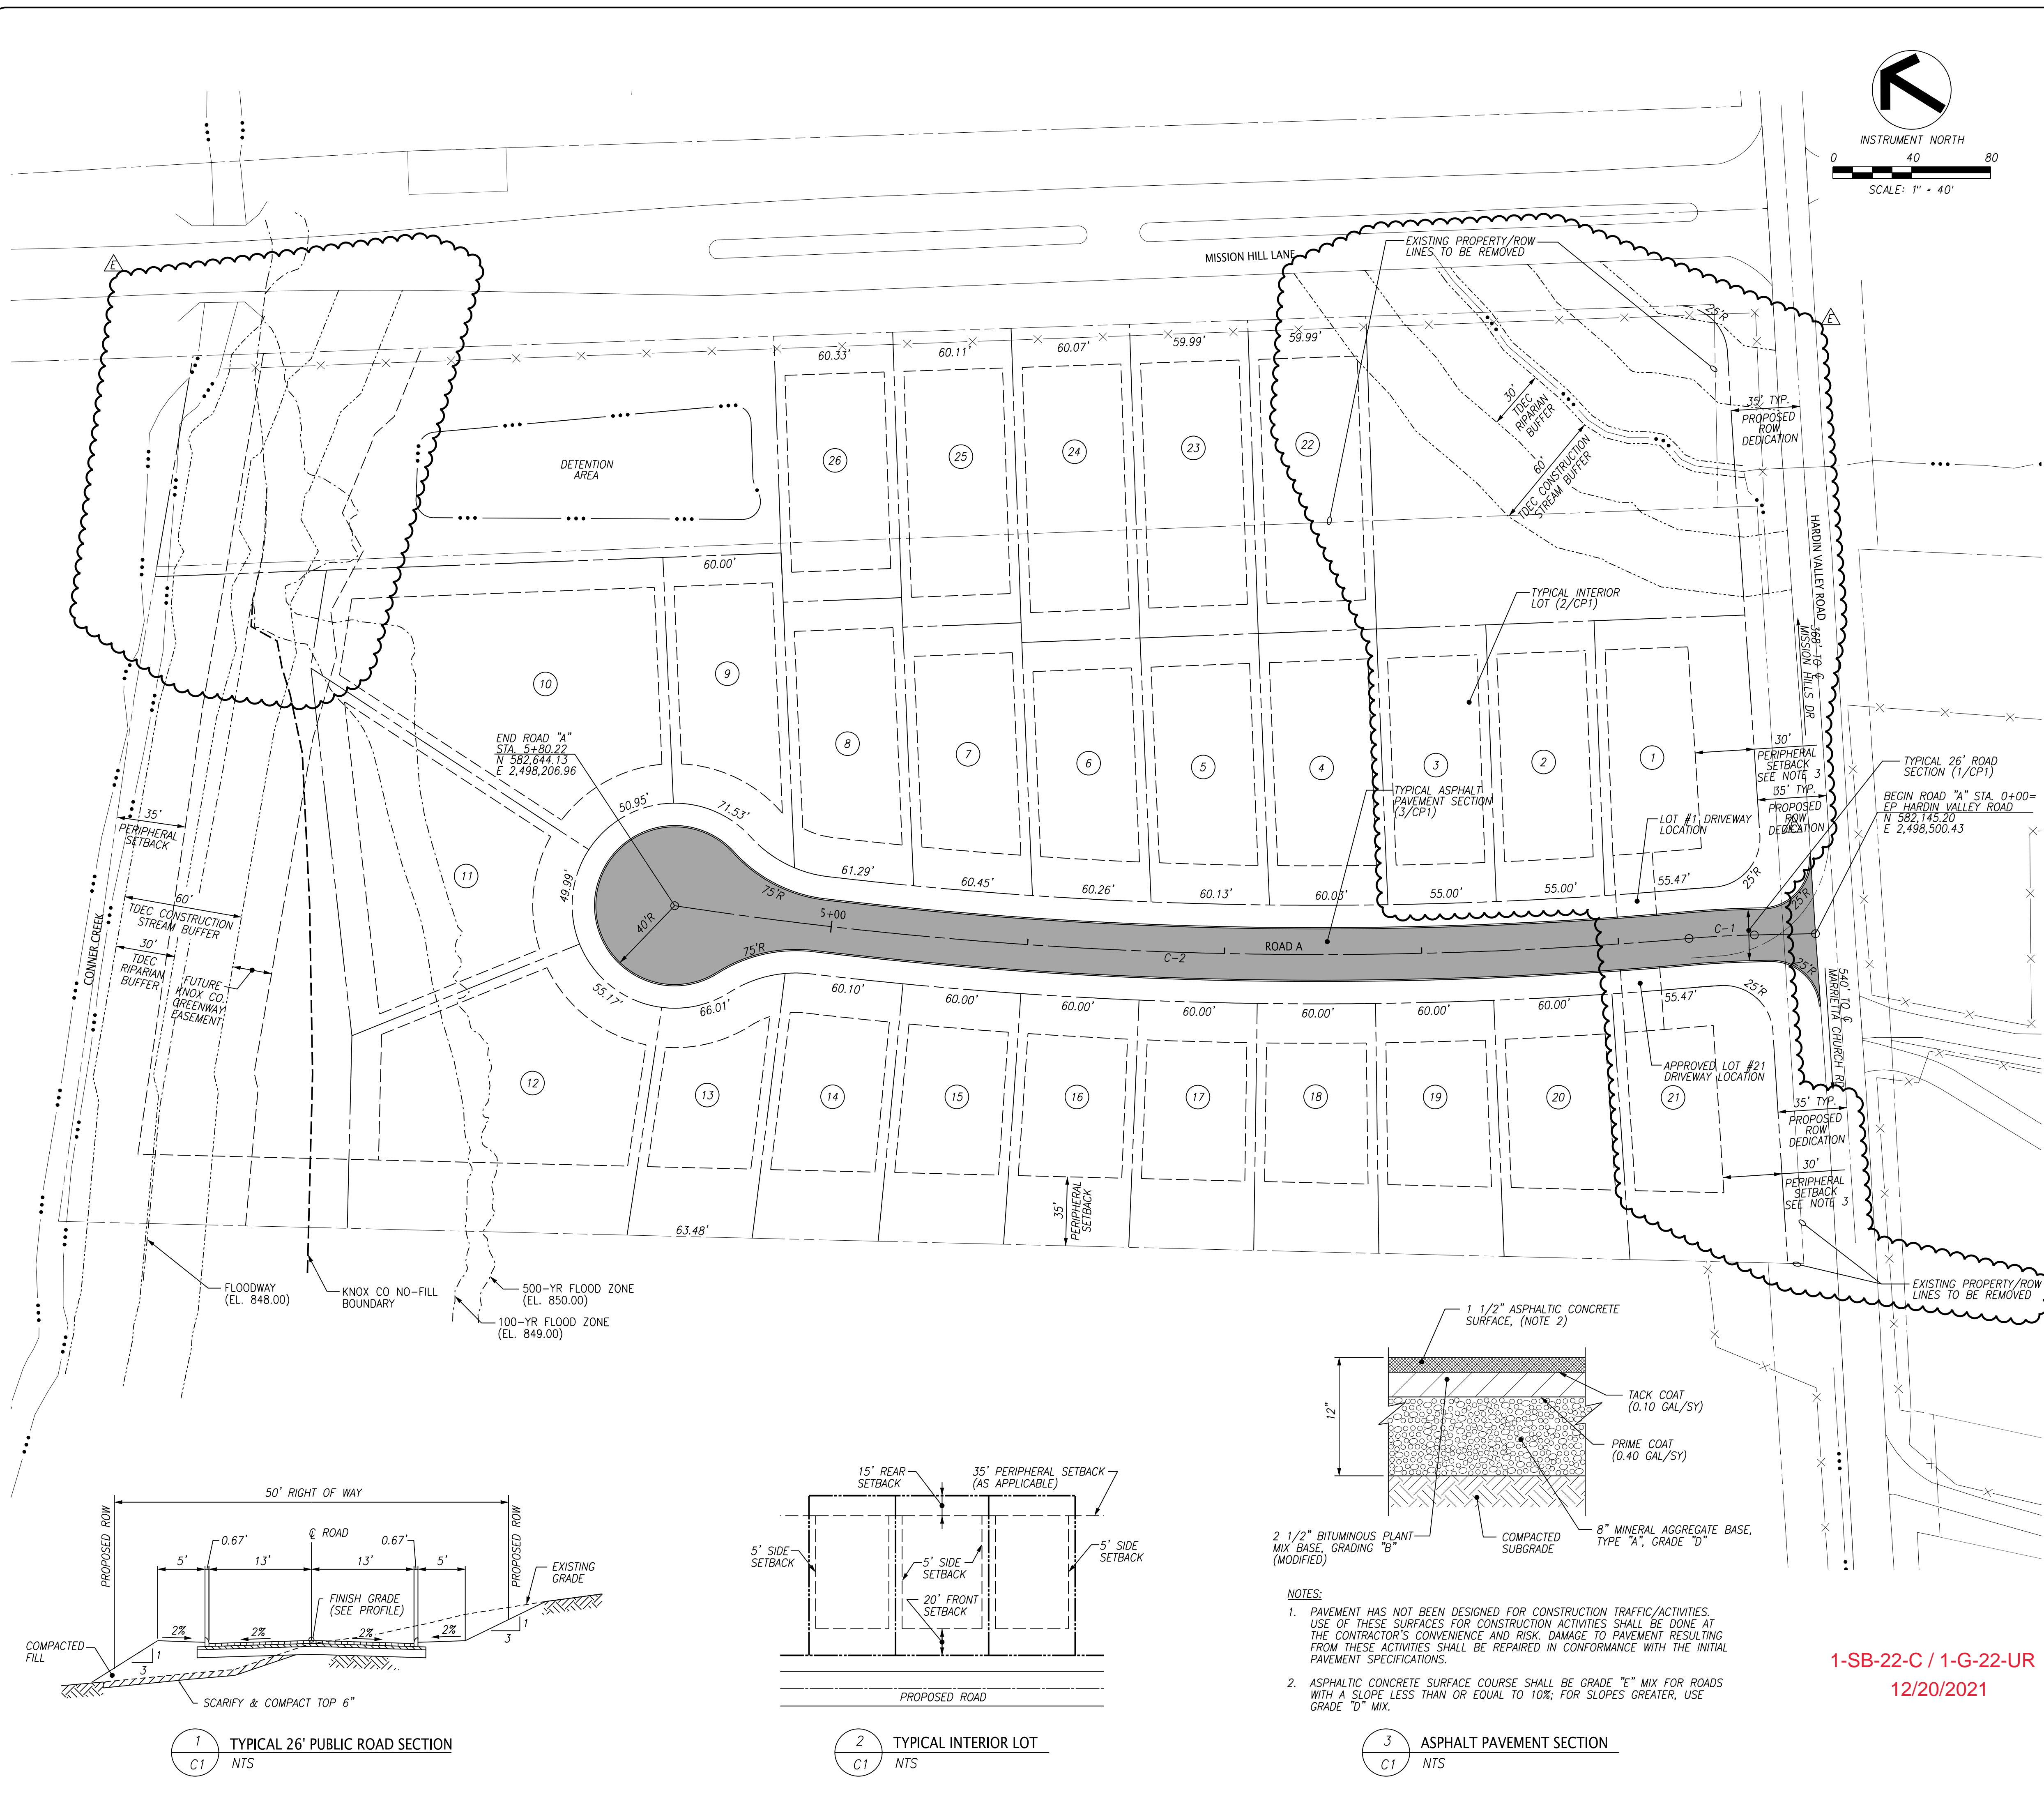 INSTRUMENT NORTH
0 40 80
SCALE: 1" = 40'
E
EXISTING PROPERTY/ROW
LINES TO BE REMOVED
MISSION HILL LANE
E
25'R
60.33'
60.11'
60.07'
59.99'
59.99'
30'
TDEC
RIPARIAN
BUFFER
60'
TDEC CONSTRUCTION
STREAM BUFFER
35' TYP.
PROPOSED
ROW
DEDICATION
DETENTION
AREA
26
25
24
23
22
HARDIN VALLEY ROAD
368' TO ℄
MISSION HILLS DR
60.00'
TYPICAL INTERIOR
LOT (2/CP1)
10
9
8
7
6
5
4
3
2
1
END ROAD "A"
STA. 5+80.22
N 582,644.13
E 2,498,206.96
30'
PERIPHERAL
SETBACK
SEE NOTE 3
35' TYP.
PROPOSED
ROW
DEDICATION
TYPICAL 26' ROAD
SECTION (1/CP1)
BEGIN ROAD "A" STA. 0+00=
EP HARDIN VALLEY ROAD
N 582,145.20
E 2,498,500.43
TYPICAL ASPHALT
PAVEMENT SECTION
(3/CP1)
LOT #1 DRIVEWAY
LOCATION
50.95'
71.53'
49.99'
61.29'
60.45'
60.26'
60.13'
60.03'
55.00'
55.00'
55.47'
25'R
25'R
11
40'R
75'R
75'R
5+00
C-2
ROAD A
C-1
25'R
25'R
35'
PERIPHERAL
SETBACK
60'
TDEC CONSTRUCTION
STREAM BUFFER
30'
TDEC
RIPARIAN
BUFFER
FUTURE
KNOX CO.
GREENWAY
EASEMENT
CONNER CREEK
55.17'
66.01'
60.10'
60.00'
60.00'
60.00'
60.00'
60.00'
60.00'
55.47'
540' TO ℄
MARRIETTA CHURCH RD
APPROVED LOT #21
DRIVEWAY LOCATION
12
13
14
15
16
17
18
19
20
21
35' TYP.
PROPOSED
ROW
DEDICATION
30'
PERIPHERAL
SETBACK
SEE NOTE 3
35'
PERIPHERAL
SETBACK
63.48'
FLOODWAY
(EL. 848.00)
KNOX CO NO-FILL
BOUNDARY
500-YR FLOOD ZONE
(EL. 850.00)
100-YR FLOOD ZONE
(EL. 849.00)
EXISTING PROPERTY/ROW
LINES TO BE REMOVED
50' RIGHT OF WAY
PROPOSED ROW
PROPOSED ROW
℄ ROAD
0.67'
0.67'
5'
13'
13'
5'
EXISTING
GRADE
FINISH GRADE
(SEE PROFILE)
2%
2%
2%
2%
1
3
1
3
COMPACTED
FILL
SCARIFY & COMPACT TOP 6"
1
C1
TYPICAL 26' PUBLIC ROAD SECTION
NTS
15' REAR
SETBACK
35' PERIPHERAL SETBACK
(AS APPLICABLE)
5' SIDE
SETBACK
5' SIDE
SETBACK
5' SIDE
SETBACK
20' FRONT
SETBACK
PROPOSED ROAD
2
C1
TYPICAL INTERIOR LOT
NTS
1 1/2" ASPHALTIC CONCRETE
SURFACE, (NOTE 2)
12"
TACK COAT
(0.10 GAL/SY)
PRIME COAT
(0.40 GAL/SY)
2 1/2" BITUMINOUS PLANT
MIX BASE, GRADING "B"
(MODIFIED)
COMPACTED
SUBGRADE
8" MINERAL AGGREGATE BASE,
TYPE "A", GRADE "D"
NOTES:
1. PAVEMENT HAS NOT BEEN DESIGNED FOR CONSTRUCTION TRAFFIC/ACTIVITIES.
USE OF THESE SURFACES FOR CONSTRUCTION ACTIVITIES SHALL BE DONE AT
THE CONTRACTOR'S CONVENIENCE AND RISK. DAMAGE TO PAVEMENT RESULTING
FROM THESE ACTIVITIES SHALL BE REPAIRED IN CONFORMANCE WITH THE INITIAL
PAVEMENT SPECIFICATIONS.
2. ASPHALTIC CONCRETE SURFACE COURSE SHALL BE GRADE "E" MIX FOR ROADS
WITH A SLOPE LESS THAN OR EQUAL TO 10%; FOR SLOPES GREATER, USE
GRADE "D" MIX.
3
C1
ASPHALT PAVEMENT SECTION
NTS
1-SB-22-C / 1-G-22-UR
12/20/2021